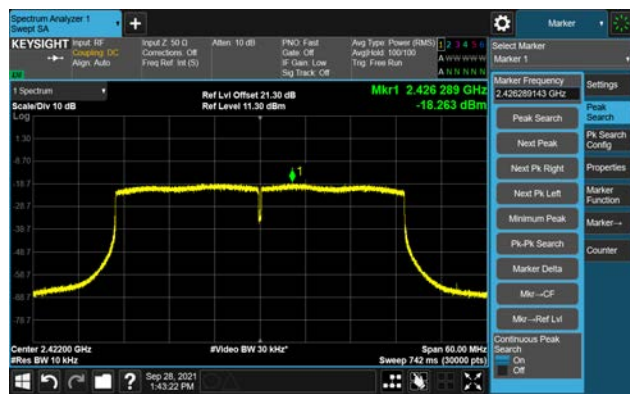 Spectrum Analyzer 1
Swept SA
+
Marker
KEYSIGHT
Input: RF
Coupling: DC
Align: Auto
Input Z: 50 Ω
Corrections: Off
Freq Ref: Int (S)
Atten: 10 dB
PNO: Fast
Gate: Off
IF Gain: Low
Sig Track: Off
Avg Type: Power (RMS)
Avg|Hold: 100/100
Trig: Free Run
1 2 3 4 5 6
A W W W W W
A N N N N N
Select Marker
Marker 1
1 Spectrum
Scale/Div 10 dB
Log
Ref Lvl Offset 21.30 dB
Ref Level 11.30 dBm
Mkr1 2.426 289 GHz
-18.263 dBm
1.30
-8.70
-18.7
-28.7
-38.7
-48.7
-58.7
-68.7
-78.7
1
Center 2.42200 GHz
#Res BW 10 kHz
#Video BW 30 kHz*
Span 60.00 MHz
Sweep 742 ms (30000 pts)
Marker Frequency
2.426289143 GHz
Peak Search
Next Peak
Next Pk Right
Next Pk Left
Minimum Peak
Pk-Pk Search
Marker Delta
Mkr→CF
Mkr→Ref Lvl
Continuous Peak
Search
On
Off
Settings
Peak
Search
Pk Search
Config
Properties
Marker
Function
Marker→
Counter
?
Sep 28, 2021
1:43:22 PM